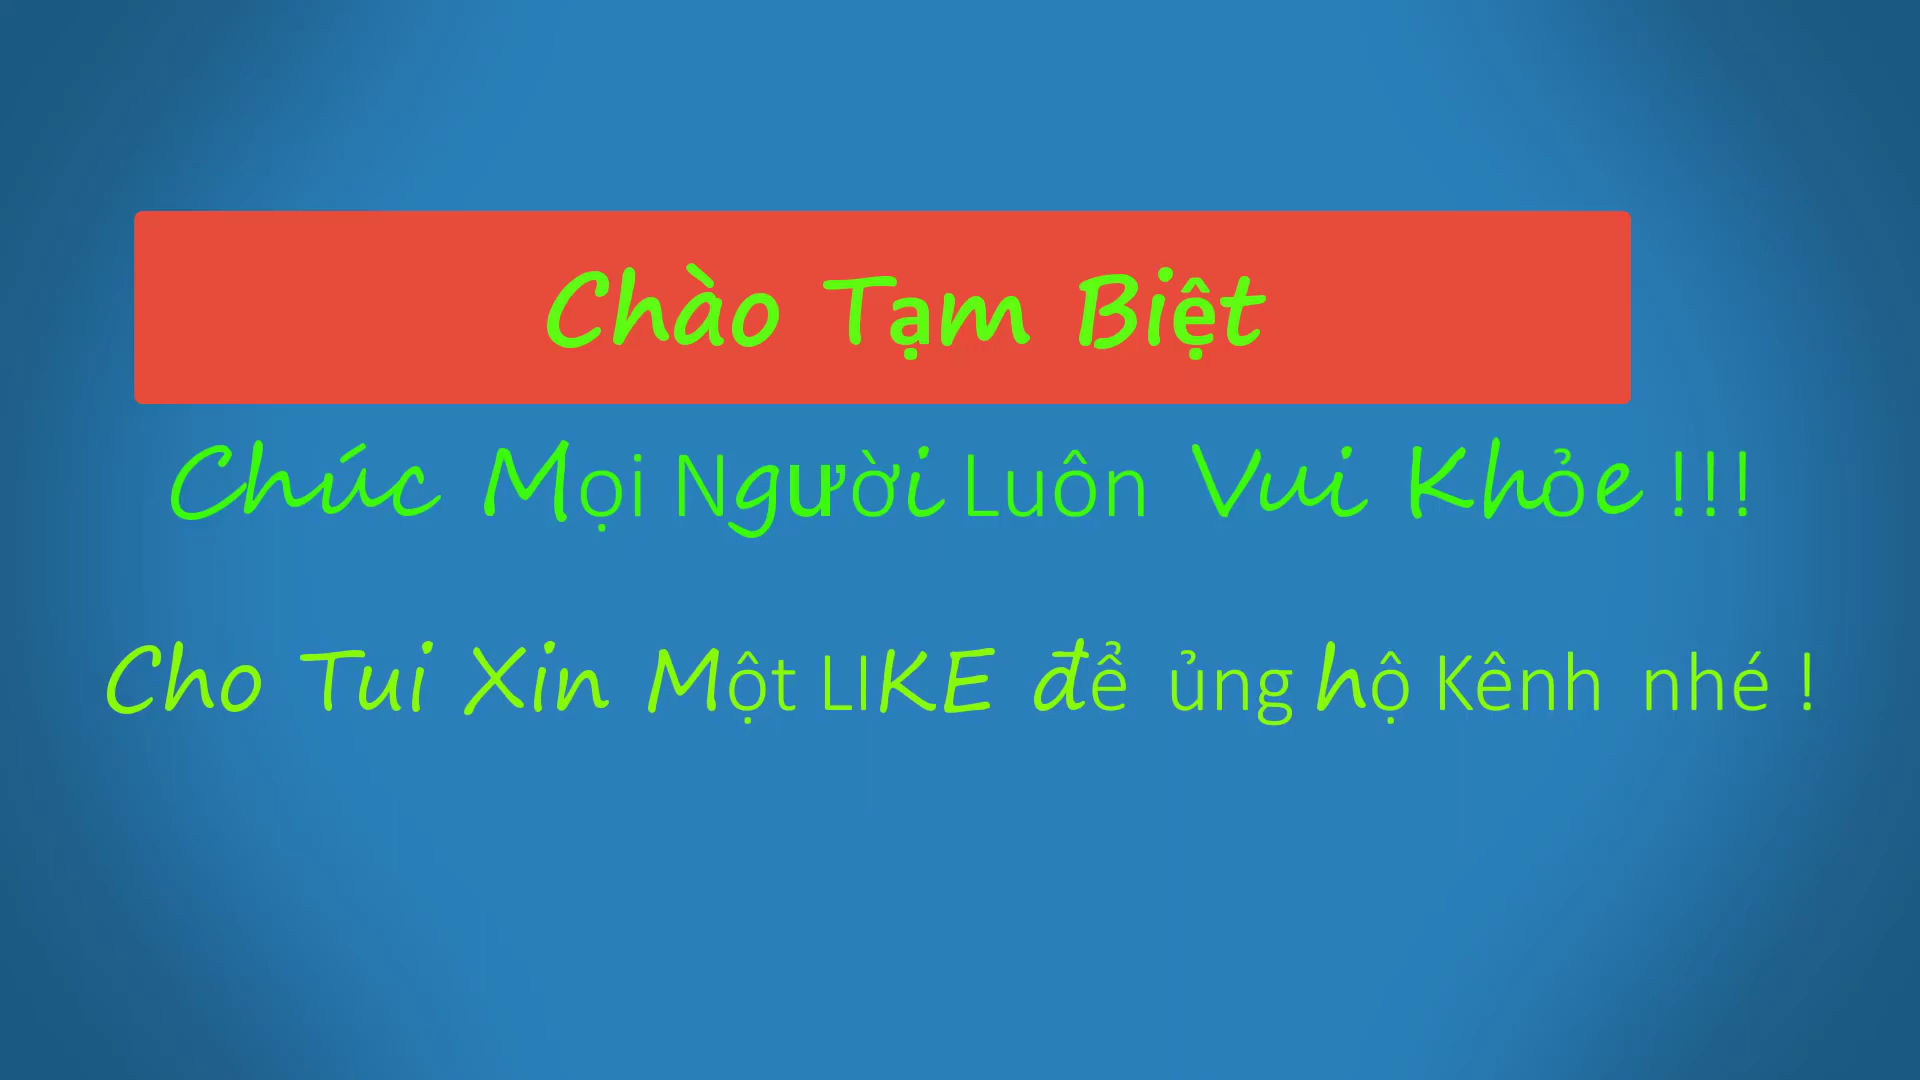 Chào Tạm Biệt
Chúc Mọi Người Luôn Vui Khỏe !!!
Cho Tui Xin Một LIKE để ủng hộ Kênh nhé !